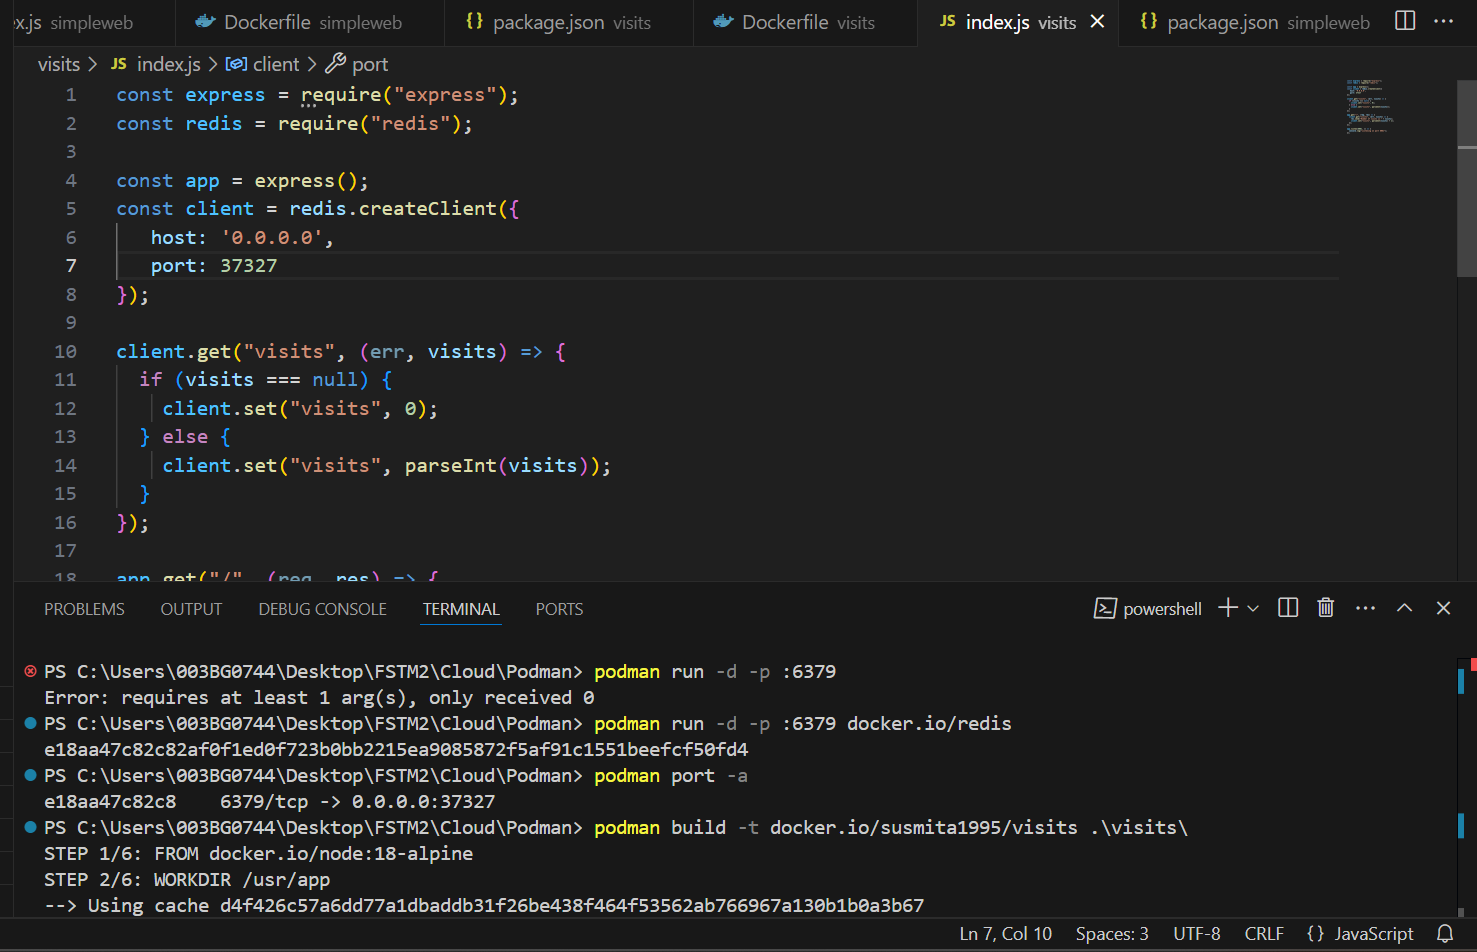 x.js simpleweb Dockerfile simpleweb {} package.json visits Dockerfile visits JS index.js visits {} package.json simpleweb ···
visits > JS index.js > client > port
1 const express = require("express");
2 const redis = require("redis");
3
4 const app = express();
5 const client = redis.createClient({
6 host: '0.0.0.0',
7 port: 37327
8 });
9
10 client.get("visits", (err, visits) => {
11 if (visits === null) {
12 client.set("visits", 0);
13 } else {
14 client.set("visits", parseInt(visits));
15 }
16 });
17
18 app.get("/", (req, res) => {
PROBLEMS OUTPUT DEBUG CONSOLE TERMINAL PORTS powershell ···
PS C:\Users\003BG0744\Desktop\FSTM2\Cloud\Podman> podman run -d -p :6379
Error: requires at least 1 arg(s), only received 0
PS C:\Users\003BG0744\Desktop\FSTM2\Cloud\Podman> podman run -d -p :6379 docker.io/redis
e18aa47c82c82af0f1ed0f723b0bb2215ea9085872f5af91c1551beefcf50fd4
PS C:\Users\003BG0744\Desktop\FSTM2\Cloud\Podman> podman port -a
e18aa47c82c8 6379/tcp -> 0.0.0.0:37327
PS C:\Users\003BG0744\Desktop\FSTM2\Cloud\Podman> podman build -t docker.io/susmita1995/visits .\visits\
STEP 1/6: FROM docker.io/node:18-alpine
STEP 2/6: WORKDIR /usr/app
--> Using cache d4f426c57a6dd77a1dbaddb31f26be438f464f53562ab766967a130b1b0a3b67
Ln 7, Col 10 Spaces: 3 UTF-8 CRLF {} JavaScript